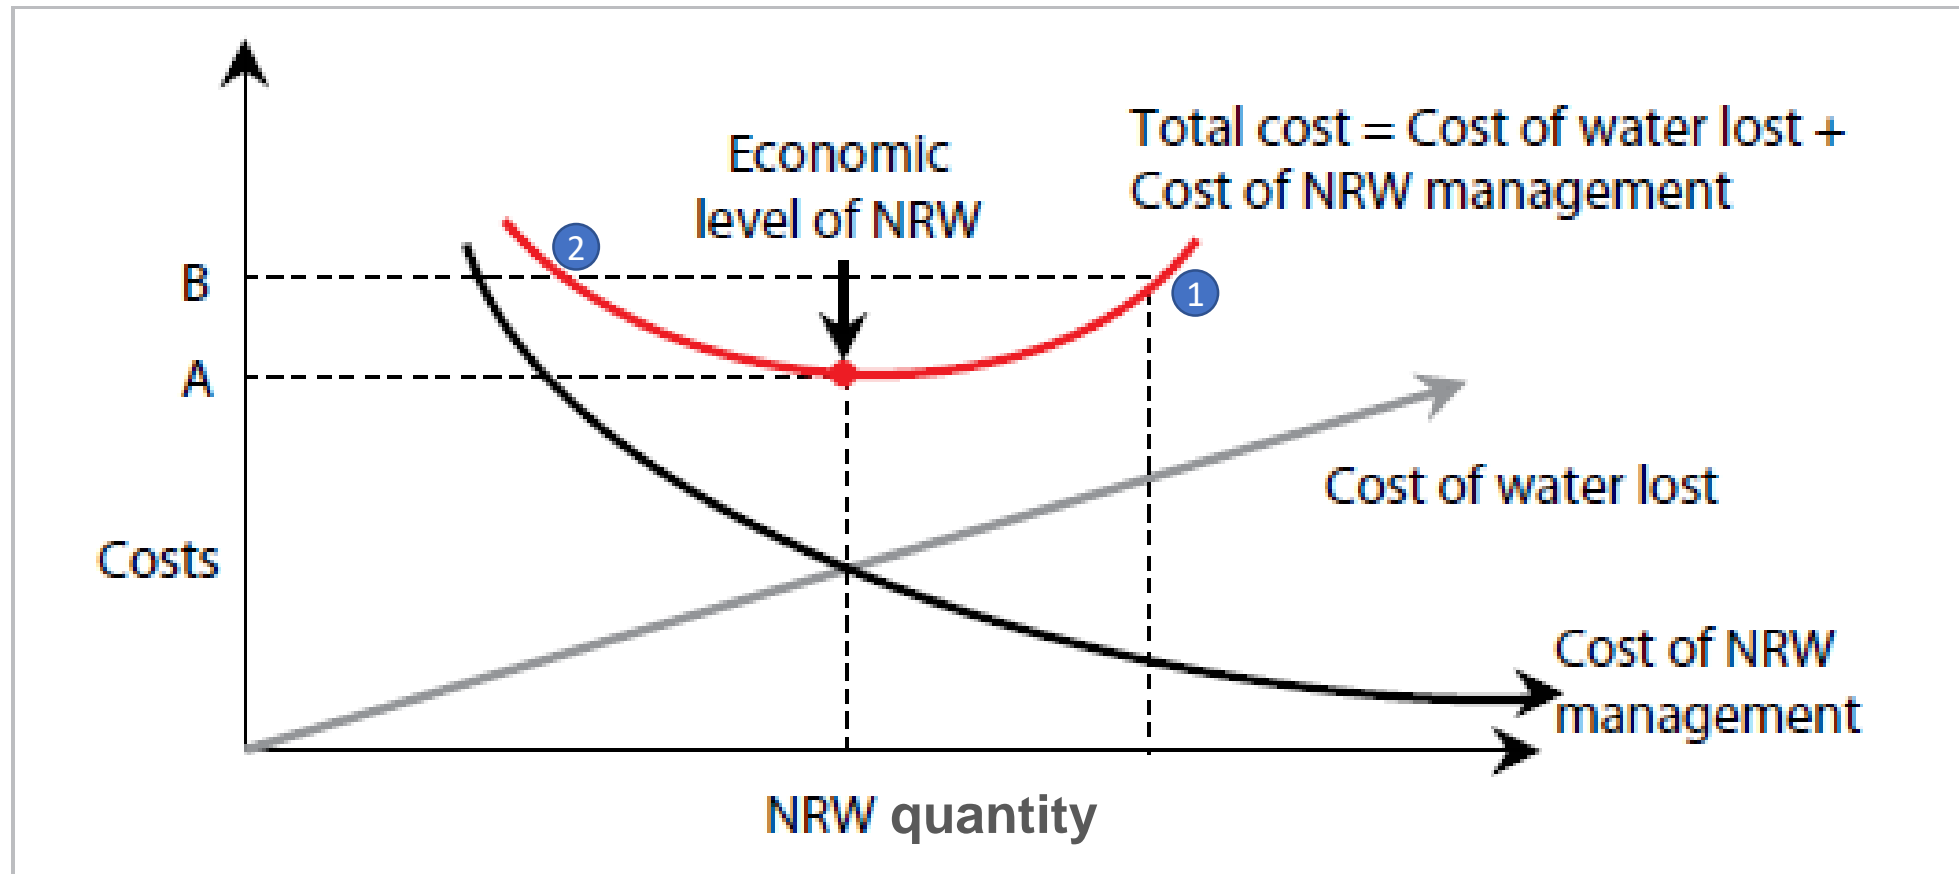 Economic
level of NRW
Total cost = Cost of water lost +
Cost of NRW management
2
B
1
A
Cost of water lost
Costs
Cost of NRW
management
NRW quantity